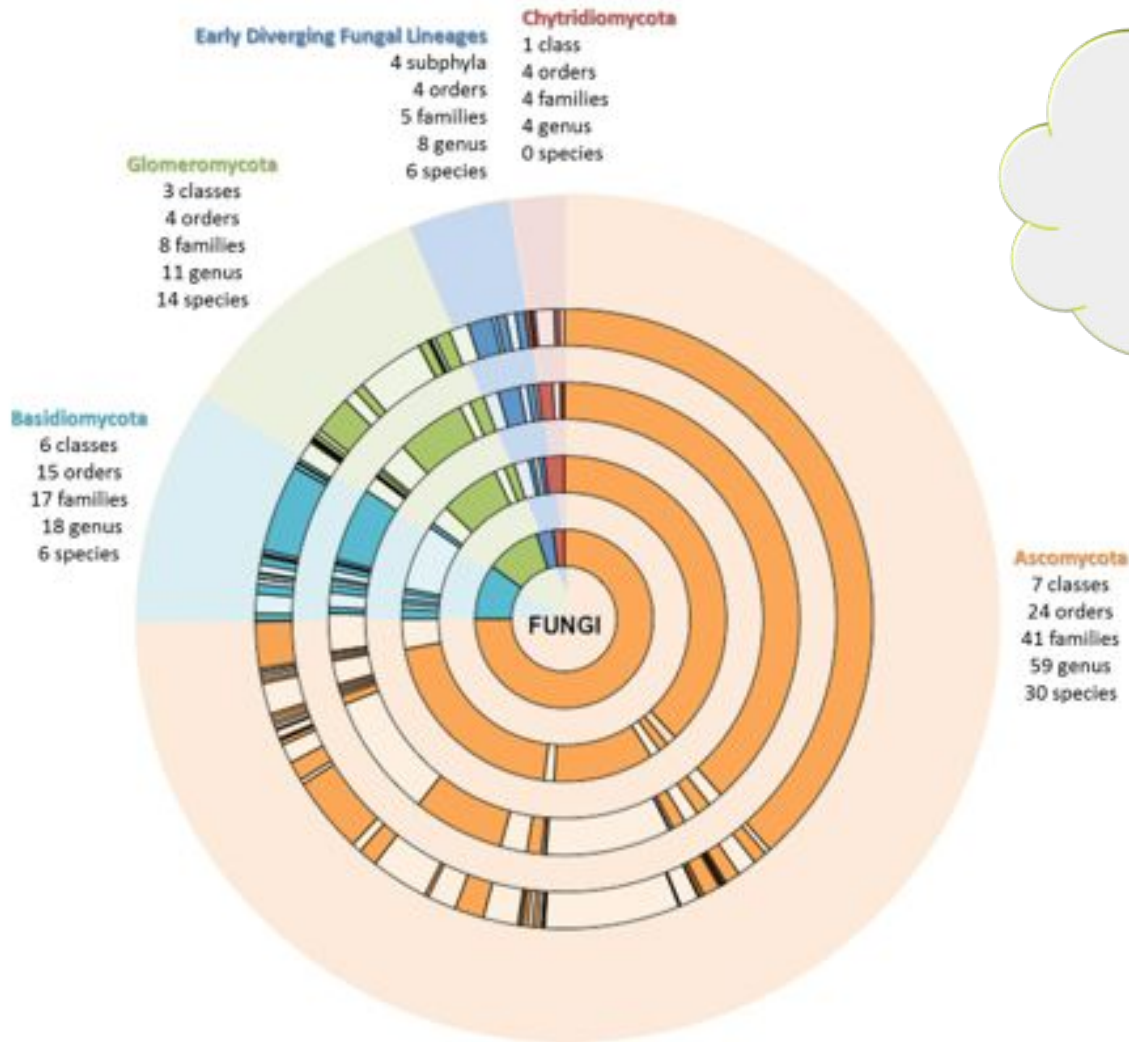 Chytridiomycota
1 class
4 orders
4 families
4 genus
0 species
Early Diverging Fungal Lineages
4 subphyla
4 orders
5 families
8 genus
6 species
Glomeromycota
3 classes
4 orders
8 families
11 genus
14 species
Basidiomycota
6 classes
15 orders
17 families
18 genus
6 species
Ascomycota
7 classes
24 orders
41 families
59 genus
30 species
FUNGI